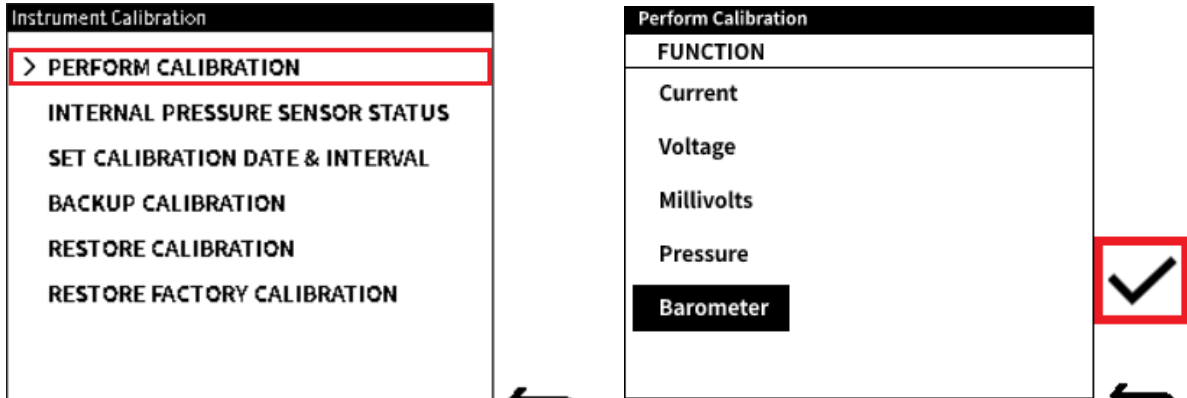 Instrument Calibration
> PERFORM CALIBRATION
INTERNAL PRESSURE SENSOR STATUS
SET CALIBRATION DATE & INTERVAL
BACKUP CALIBRATION
RESTORE CALIBRATION
RESTORE FACTORY CALIBRATION
Perform Calibration
FUNCTION
Current
Voltage
Millivolts
Pressure
Barometer